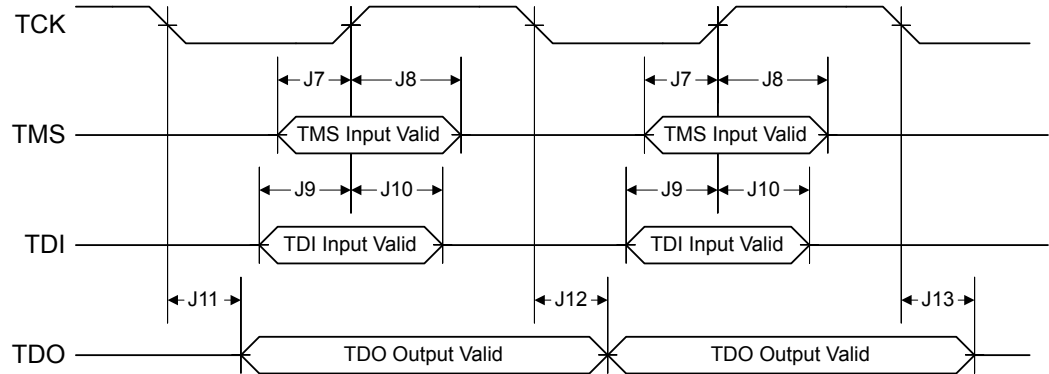 TCK
J7 J8 J7 J8
TMS TMS Input Valid TMS Input Valid
J9 J10 J9 J10
TDI TDI Input Valid TDI Input Valid
J11 J12 J13
TDO TDO Output Valid TDO Output Valid